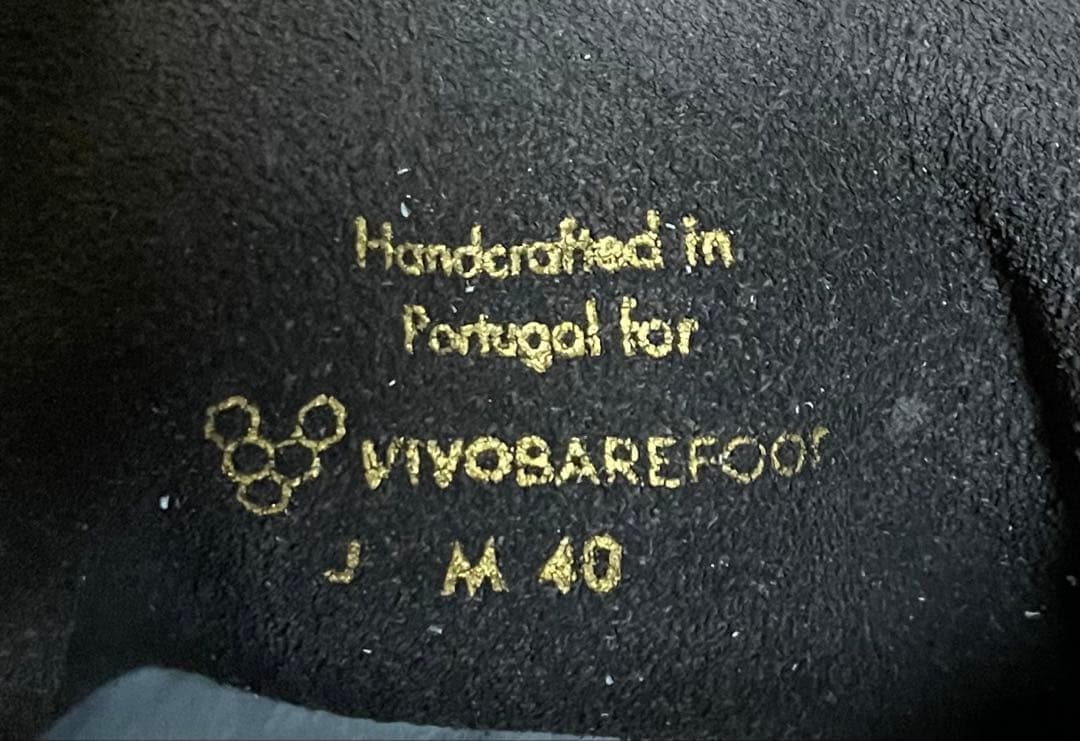 Handcrafted in
Portugal for
VIVOBAREFOOT
J M 40